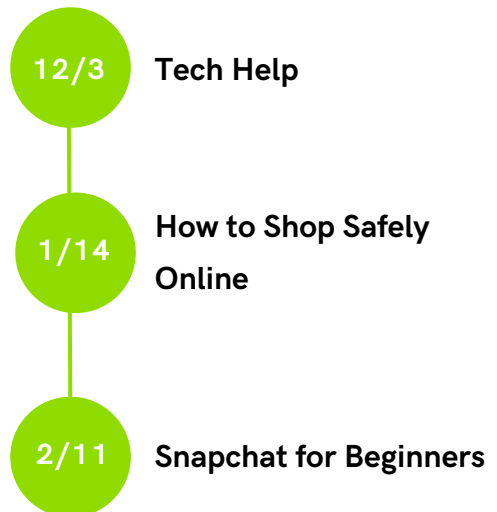 12/3 Tech Help
1/14 How to Shop Safely
Online
2/11 Snapchat for Beginners